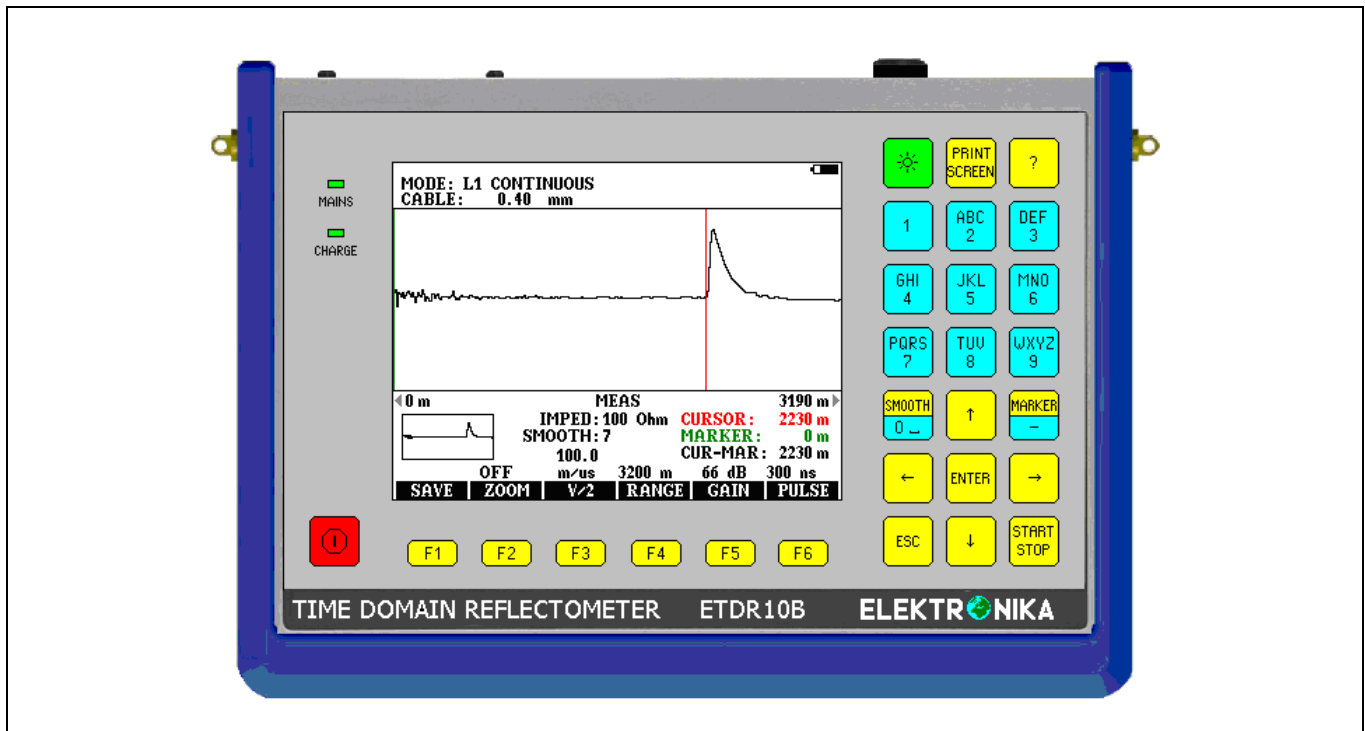 MODE: L1 CONTINUOUS
CABLE: 0.40 mm
MAINS
CHARGE
0 m MEAS 3190 m
IMPED: 100 Ohm CURSOR: 2230 m
SMOOTH: 7 MARKER: 0 m
100.0 CUR-MAR: 2230 m
OFF m/us 3200 m 66 dB 300 ns
SAVE ZOOM V/2 RANGE GAIN PULSE
F1 F2 F3 F4 F5 F6
PRINT SCREEN ?
1 ABC 2 DEF 3
GHI 4 JKL 5 MNO 6
PQRS 7 TUV 8 WXYZ 9
SMOOTH 0 ⎵ ↑ MARKER −
← ENTER →
ESC ↓ START STOP
TIME DOMAIN REFLECTOMETER ETDR10B ELEKTRONIKA